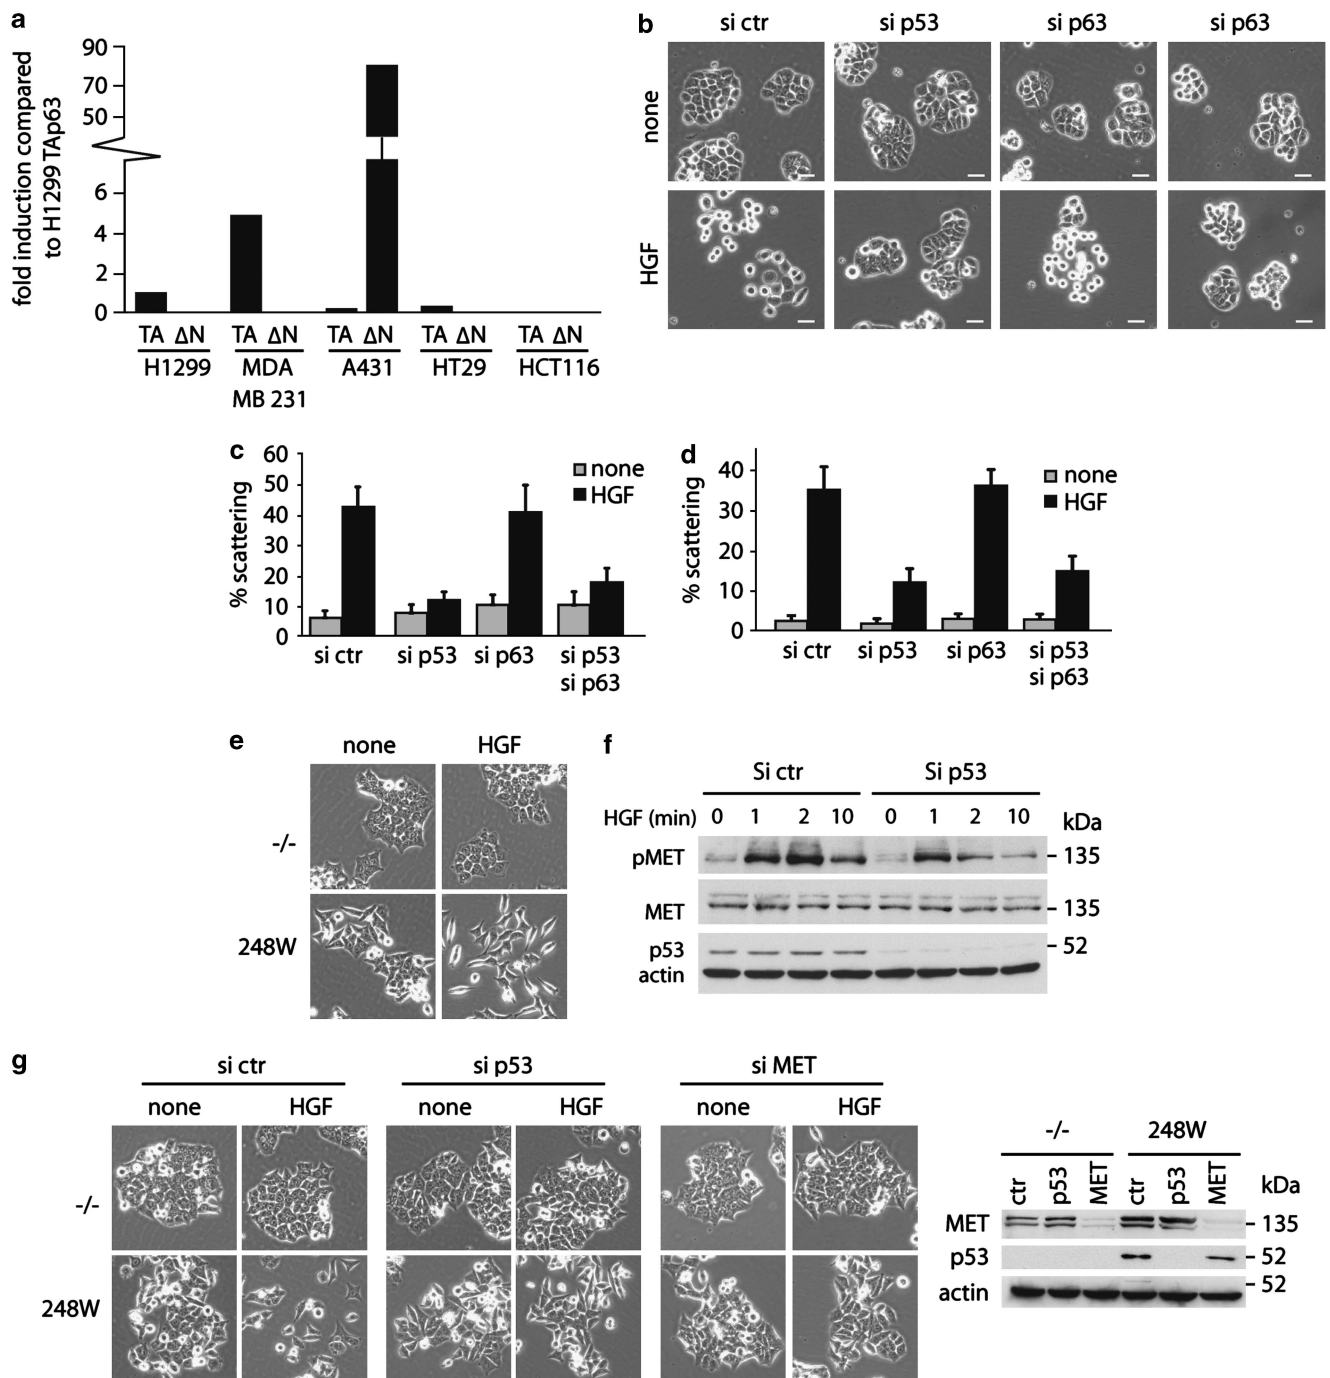 a
fold induction compared
to H1299 TAp63
90
70
50
6
4
2
0
TA ΔN TA ΔN TA ΔN TA ΔN TA ΔN
H1299 MDA A431 HT29 HCT116
MB 231
b
si ctr si p53 si p63 si p63
none
HGF
c
% scattering
60
50
40
30
20
10
0
none
HGF
si ctr si p53 si p63 si p53
si p63
d
% scattering
40
30
20
10
0
none
HGF
si ctr si p53 si p63 si p53
si p63
e
none HGF
-/-
248W
f
Si ctr Si p53
HGF (min) 0 1 2 10 0 1 2 10 kDa
pMET 135
MET 135
p53 52
actin
g
si ctr si p53 si MET
none HGF none HGF none HGF
-/-
248W
-/- 248W
ctr p53 MET ctr p53 MET kDa
MET 135
p53 52
actin 52